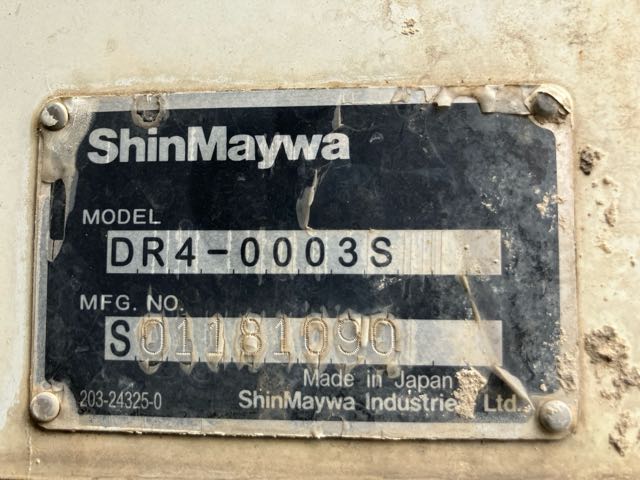 ShinMaywa
MODEL
DR4-0003S
MFG. NO.
S01181090
Made in Japan
203-24325-0
ShinMaywa Industries Ltd.